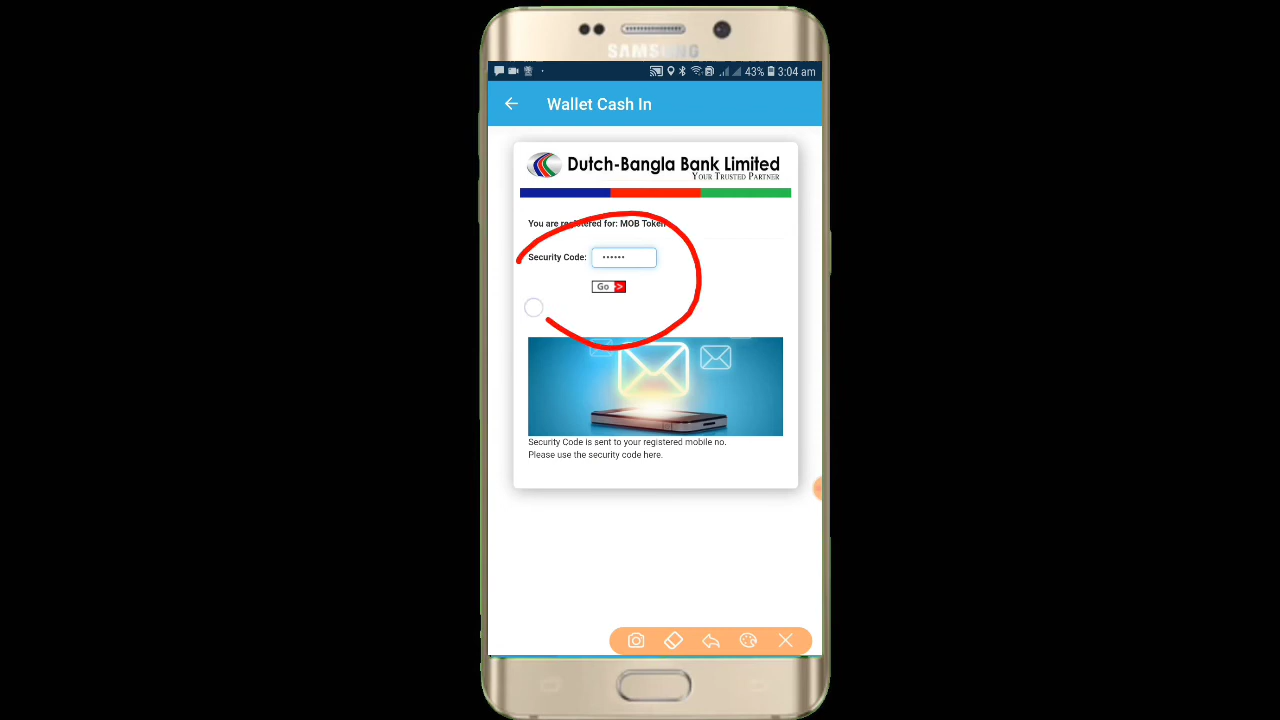 SAMSUNG
43% 3:04 am
Wallet Cash In
Dutch-Bangla Bank Limited
YOUR TRUSTED PARTNER
You are registered for: MOB Token
Security Code: ••••••
Go >>
Security Code is sent to your registered mobile no.
Please use the security code here.